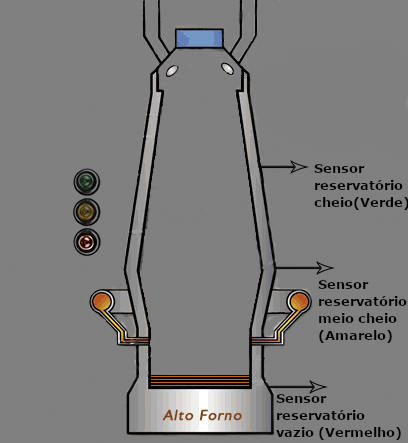 Sensor
reservatório
cheio(Verde)
Sensor
reservatório
meio cheio
(Amarelo)
Sensor
reservatório
vazio (Vermelho)
Alto Forno